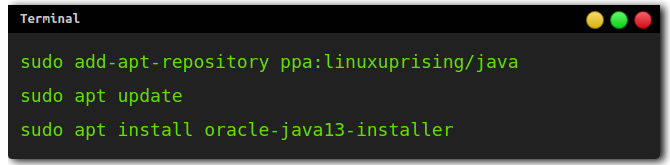 Terminal
sudo add-apt-repository ppa:linuxuprising/java
sudo apt update
sudo apt install oracle-java13-installer